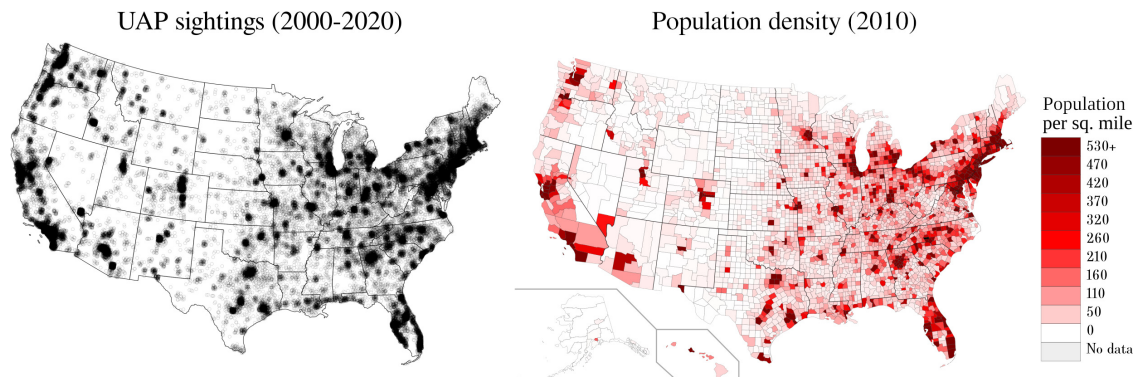 UAP sightings (2000-2020)
Population density (2010)
Population
per sq. mile
530+
470
420
370
320
260
210
160
110
50
0
No data